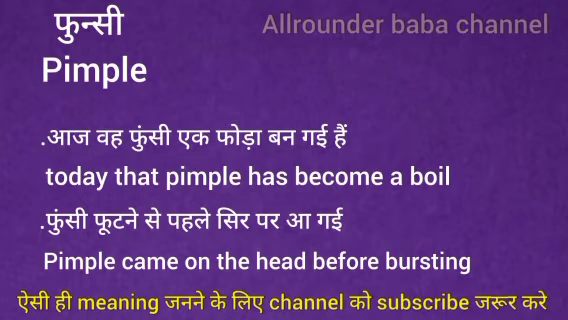 फुन्सी
Allrounder baba channel
Pimple
.आज वह फुंसी एक फोड़ा बन गई हैं
today that pimple has become a boil
.फुंसी फूटने से पहले सिर पर आ गई
Pimple came on the head before bursting
ऐसी ही meaning जनने के लिए channel को subscribe जरूर करे